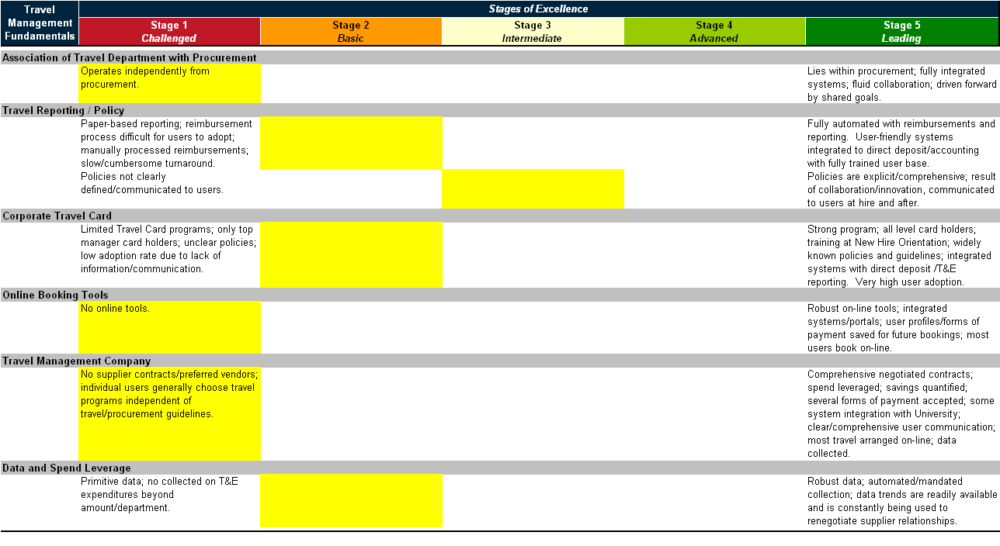 Travel
Management
Fundamentals
Stages of Excellence
Stage 1
Challenged
Stage 2
Basic
Stage 3
Intermediate
Stage 4
Advanced
Stage 5
Leading
Association of Travel Department with Procurement
Operates independently from
procurement.
Lies within procurement; fully integrated
systems; fluid collaboration; driven forward
by shared goals.
Travel Reporting / Policy
Paper-based reporting; reimbursement
process difficult for users to adopt;
manually processed reimbursements;
slow/cumbersome turnaround.
Fully automated with reimbursements and
reporting.  User-friendly systems
integrated to direct deposit/accounting
with fully trained user base.
Policies not clearly
defined/communicated to users.
Policies are explicit/comprehensive; result
of collaboration/innovation, communicated
to users at hire and after.
Corporate Travel Card
Limited Travel Card programs; only top
manager card holders; unclear policies;
low adoption rate due to lack of
information/communication.
Strong program; all level card holders;
training at New Hire Orientation; widely
known policies and guidelines; integrated
systems with direct deposit /T&E
reporting.  Very high user adoption.
Online Booking Tools
No online tools.
Robust on-line tools; integrated
systems/portals; user profiles/forms of
payment saved for future bookings; most
users book on-line.
Travel Management Company
No supplier contracts/preferred vendors;
individual users generally choose travel
programs independent of
travel/procurement guidelines.
Comprehensive negotiated contracts;
spend leveraged; savings quantified;
several forms of payment accepted; some
system integration with University;
clear/comprehensive user communication;
most travel arranged on-line; data
collected.
Data and Spend Leverage
Primitive data; no collected on T&E
expenditures beyond
amount/department.
Robust data; automated/mandated
collection; data trends are readily available
and is constantly being used to
renegotiate supplier relationships.